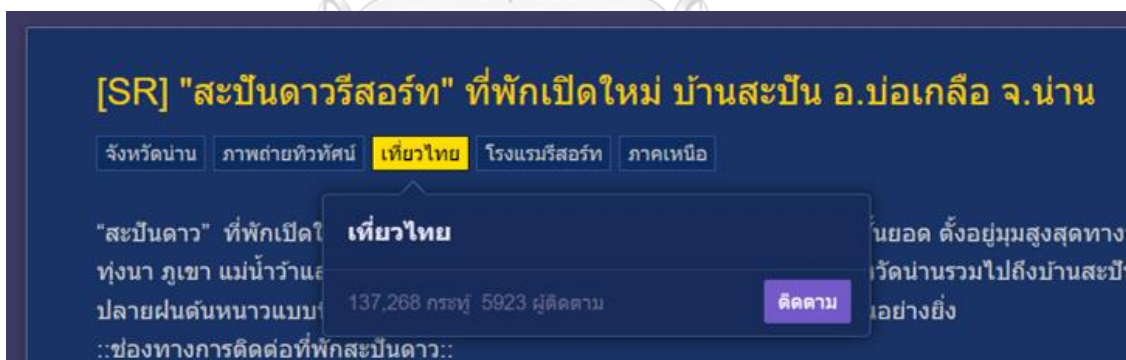 [SR] "สะปันดาวรีสอร์ท" ที่พักเปิดใหม่ บ้านสะปัน อ.บ่อเกลือ จ.น่าน
จังหวัดน่าน ภาพถ่ายทิวทัศน์ เที่ยวไทย โรงแรมรีสอร์ท ภาคเหนือ
เที่ยวไทย
137,268 กระทู้ 5923 ผู้ติดตาม ติดตาม
“สะปันดาว” ที่พักเปิดใ ้นยอด ตั้งอยู่มุมสูงสุดทาง
ทุ่งนา ภูเขา แม่น้ำว้าแล วัดน่านรวมไปถึงบ้านสะปั
ปลายฝนต้นหนาวแบบ นอย่างยิ่ง
::ช่องทางการติดต่อที่พักสะปันดาว::